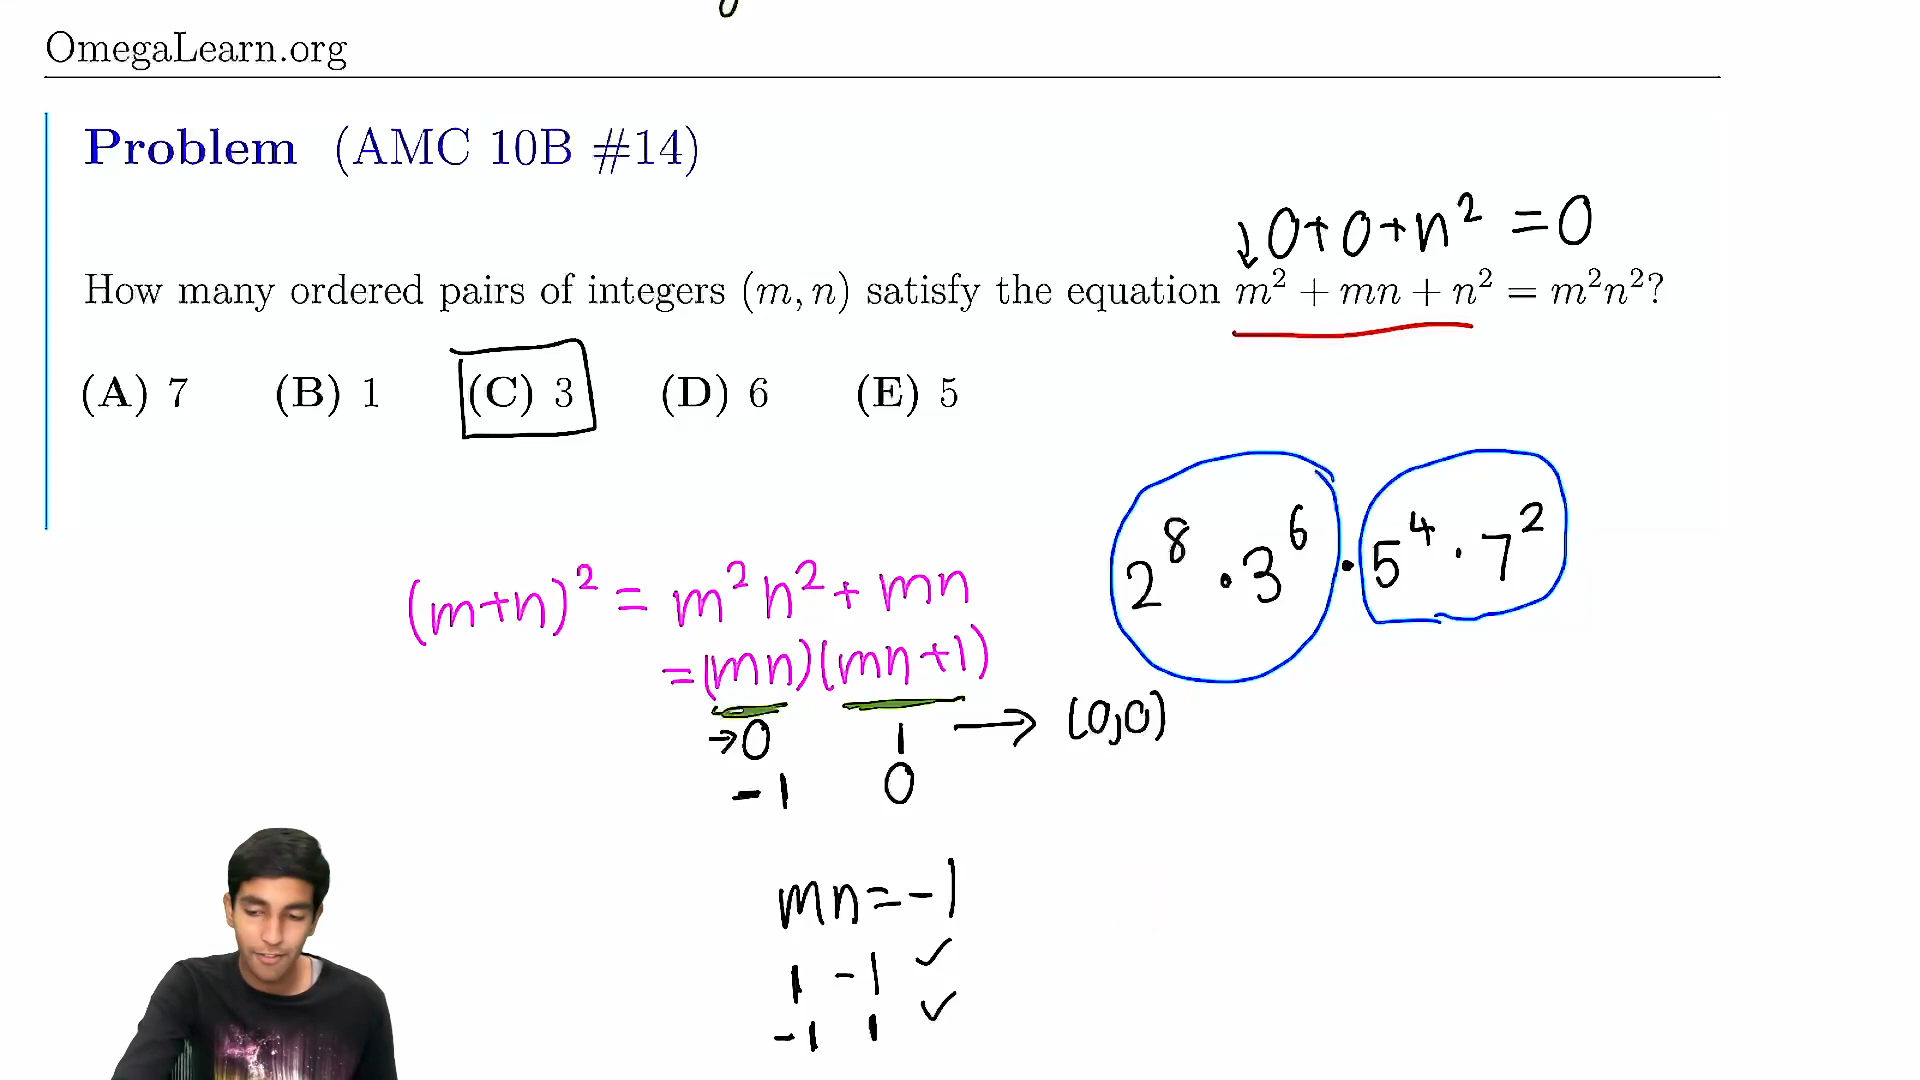 OmegaLearn.org
Problem (AMC 10B #14)
↓0+0+n² =0
How many ordered pairs of integers (m, n) satisfy the equation m² + mn + n² = m²n²?
(A) 7 (B) 1 (C) 3 (D) 6 (E) 5
2⁸ · 3⁶ · 5⁴ · 7²
(m+n)² = m²n² + mn
= (mn)(mn+1)
→0 1 → (0,0)
-1 0
mn=-1
1 -1 ✓
-1 1 ✓